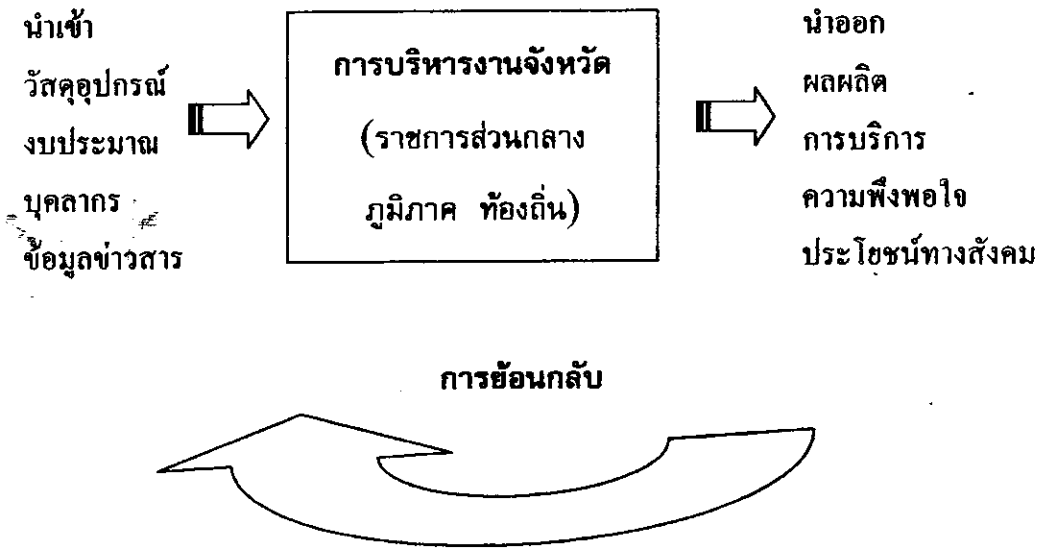 นำเข้า
วัสดุอุปกรณ์
งบประมาณ
บุคลากร
ข้อมูลข่าวสาร
การบริหารงานจังหวัด
(ราชการส่วนกลาง
ภูมิภาค ท้องถิ่น)
นำออก
ผลผลิต
การบริการ
ความพึงพอใจ
ประโยชน์ทางสังคม
การย้อนกลับ